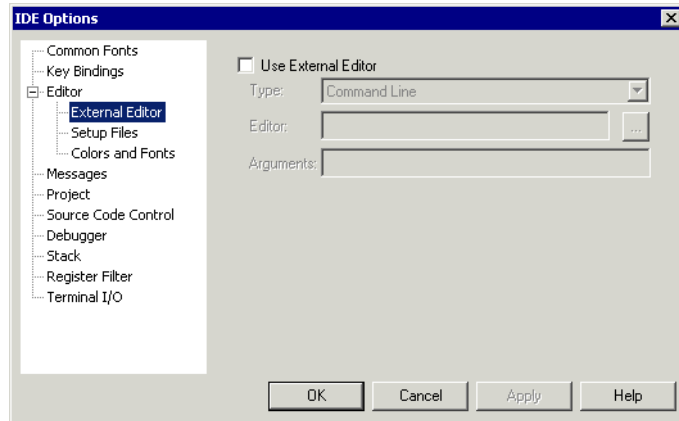 IDE Options
Common Fonts
Key Bindings
Editor
External Editor
Setup Files
Colors and Fonts
Messages
Project
Source Code Control
Debugger
Stack
Register Filter
Terminal I/O
Use External Editor
Type: Command Line
Editor: ...
Arguments:
OK Cancel Apply Help